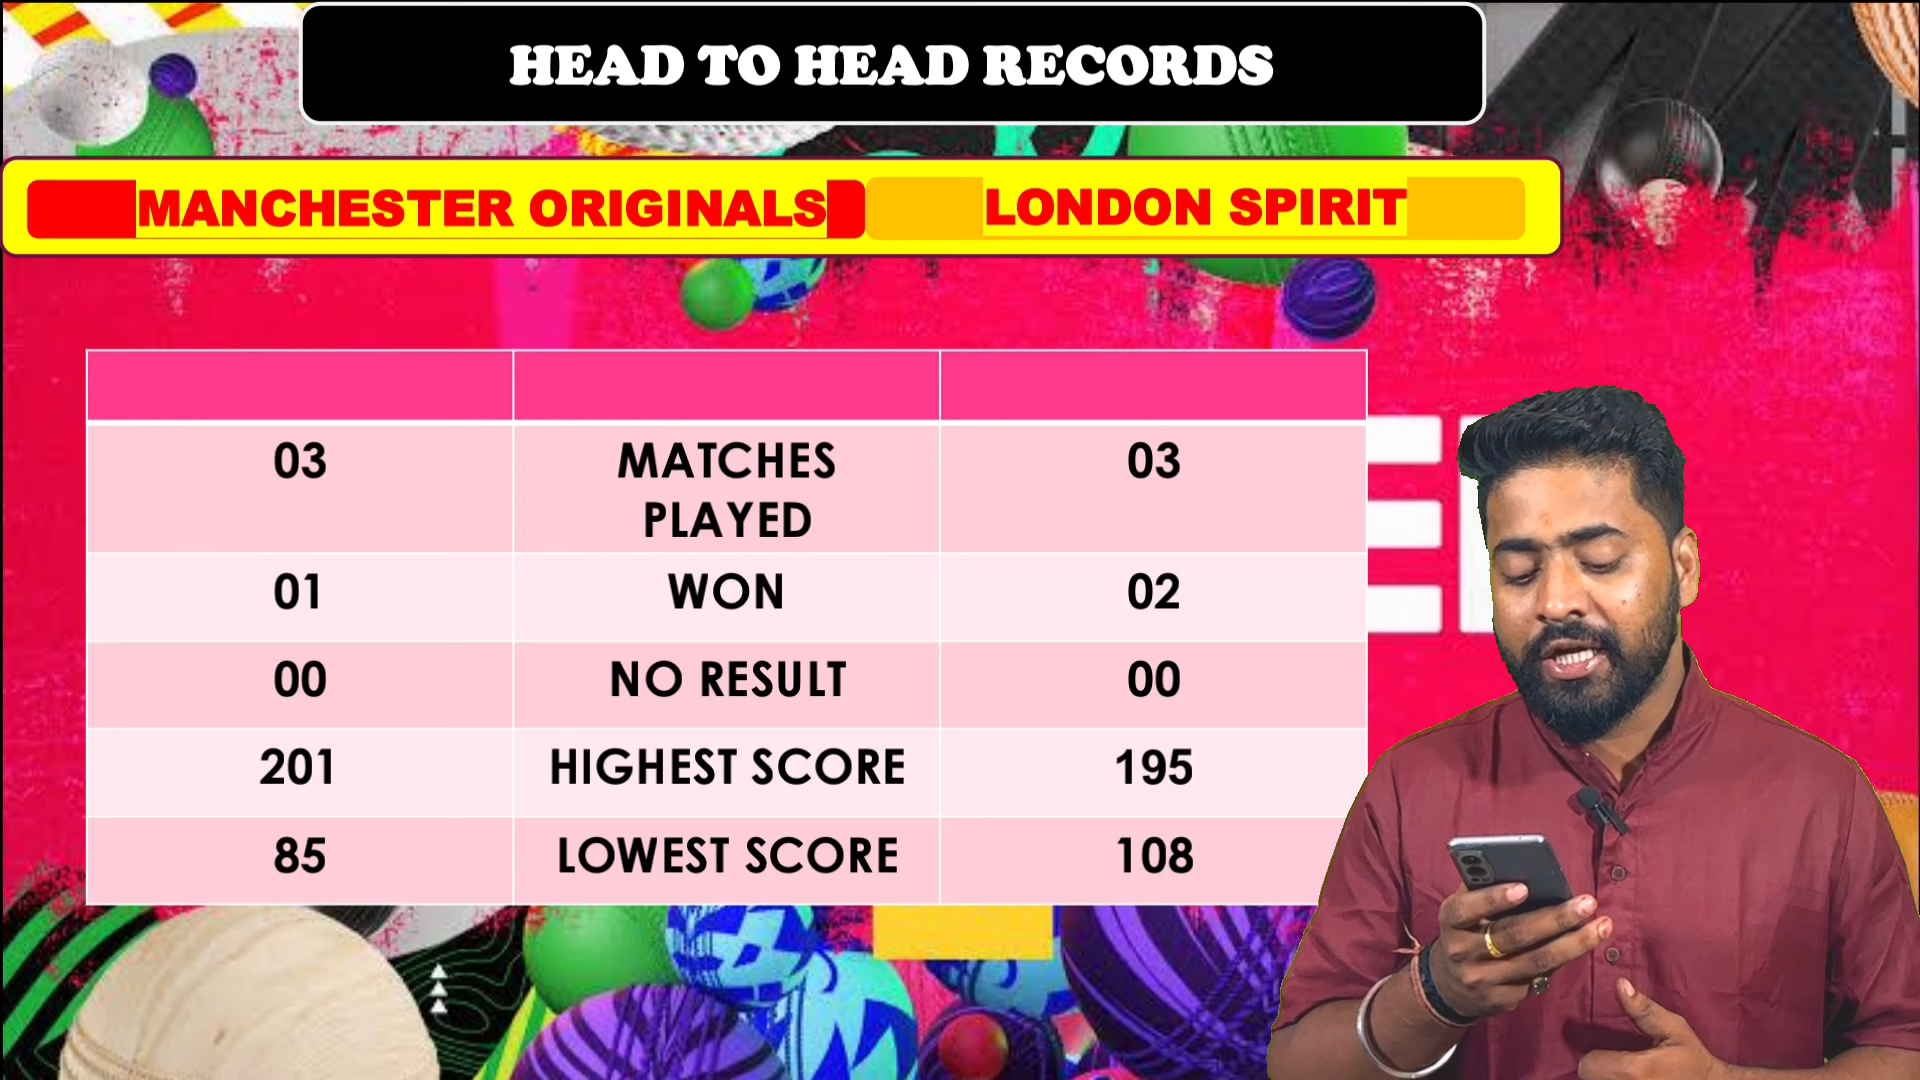 HEAD TO HEAD RECORDS
MANCHESTER ORIGINALS LONDON SPIRIT
03 MATCHES PLAYED 03
01 WON 02
00 NO RESULT 00
201 HIGHEST SCORE 195
85 LOWEST SCORE 108